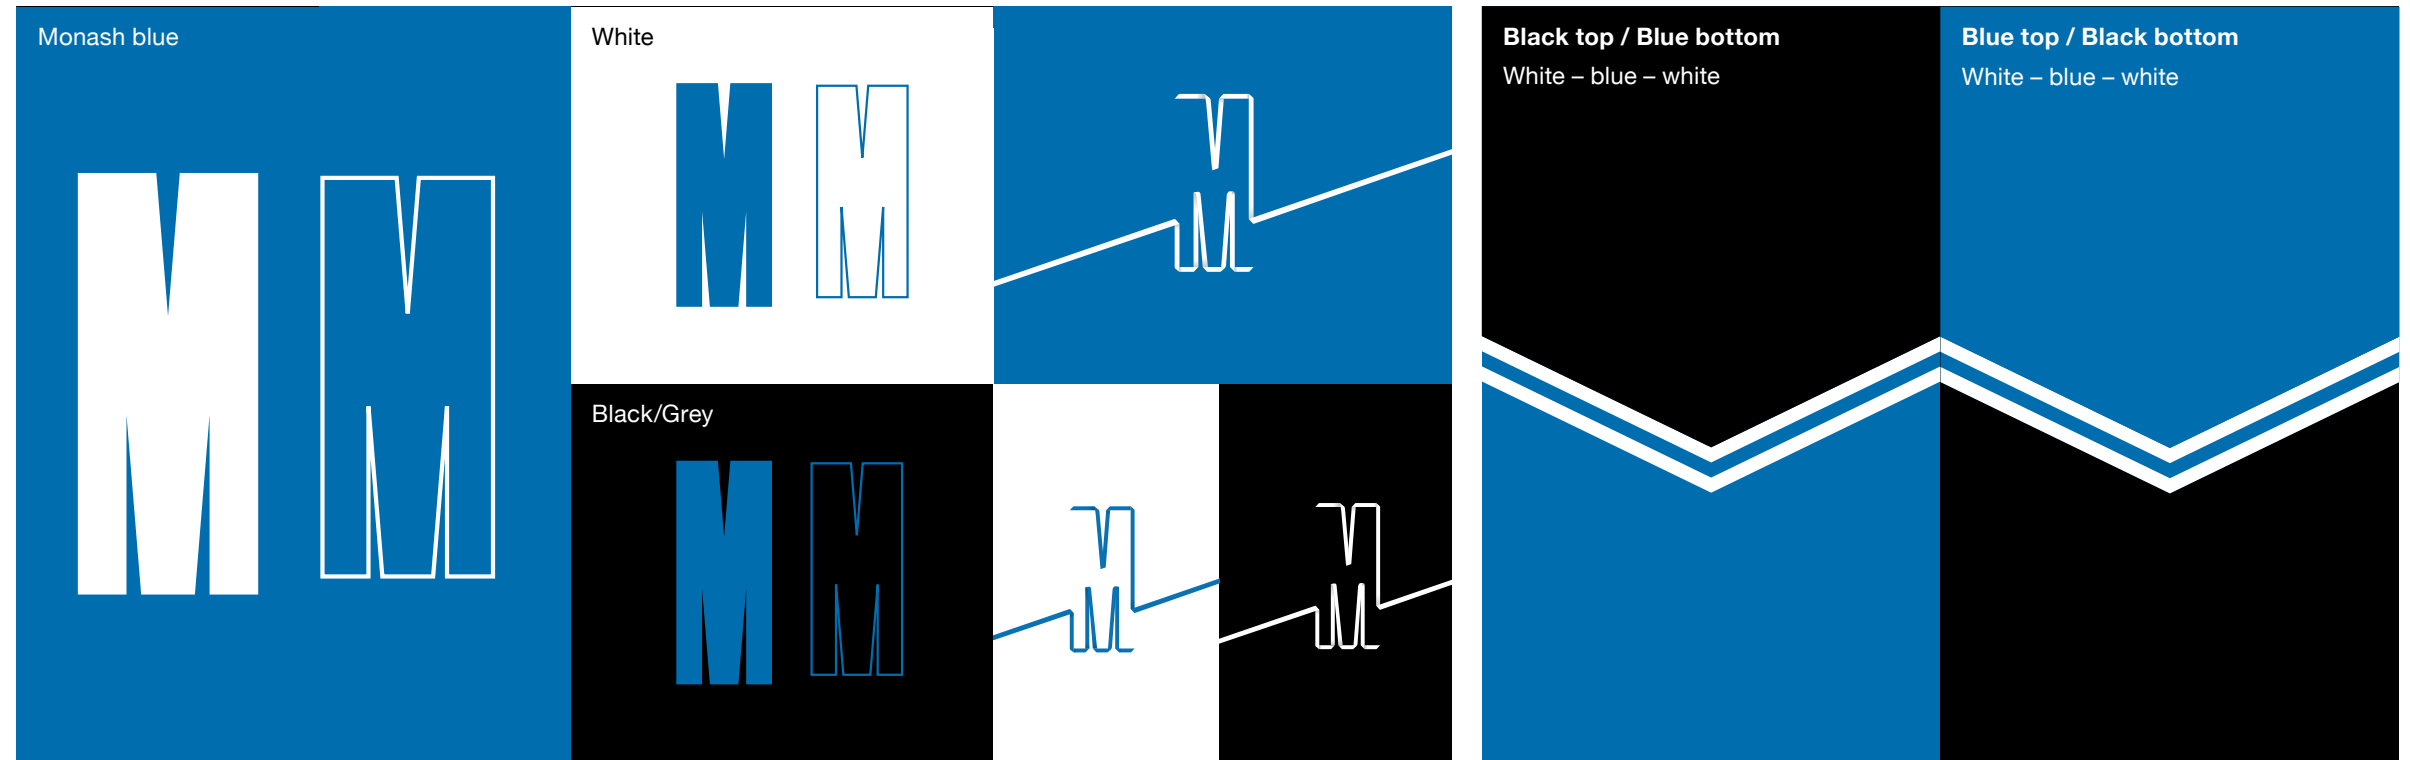 Monash blue
M M
White
M M
M
Black/Grey
M M
M
M
Black top / Blue bottom
White – blue – white
Blue top / Black bottom
White – blue – white